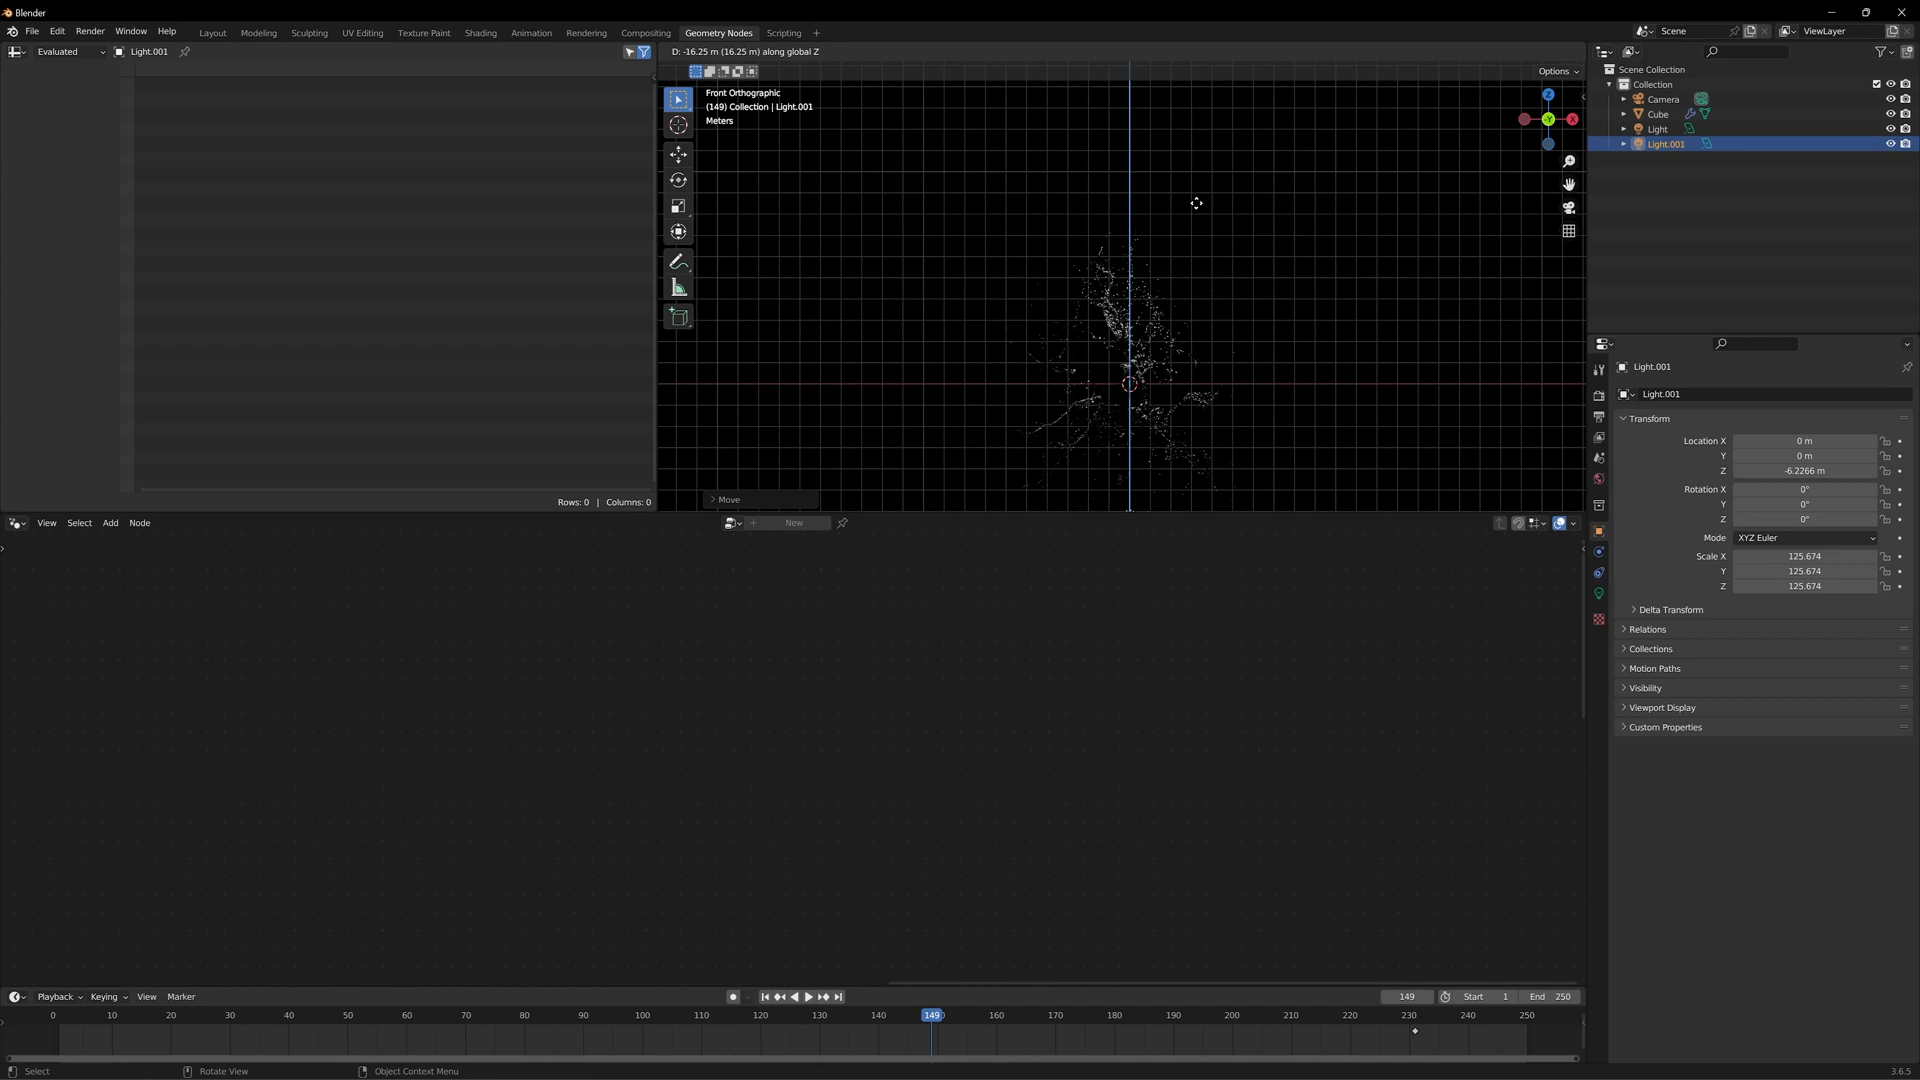 Blender
File Edit Render Window Help
Layout Modeling Sculpting UV Editing Texture Paint Shading Animation Rendering Compositing Geometry Nodes Scripting +
Scene
ViewLayer
Evaluated
Light.001
D: -16.25 m (16.25 m) along global Z
Options
Front Orthographic
(149) Collection | Light.001
Meters
Z
-Y
X
Move
Rows: 0 | Columns: 0
Scene Collection
Collection
Camera
Cube
Light
Light.001
Light.001
Light.001
Transform
Location X 0 m
Y 0 m
Z -6.2266 m
Rotation X 0°
Y 0°
Z 0°
Mode XYZ Euler
Scale X 125.674
Y 125.674
Z 125.674
Delta Transform
Relations
Collections
Motion Paths
Visibility
Viewport Display
Custom Properties
View Select Add Node
New
Playback Keying View Marker
149
Start 1
End 250
0 10 20 30 40 50 60 70 80 90 100 110 120 130 140 149 160 170 180 190 200 210 220 230 240 250
Select
Rotate View
Object Context Menu
3.6.5